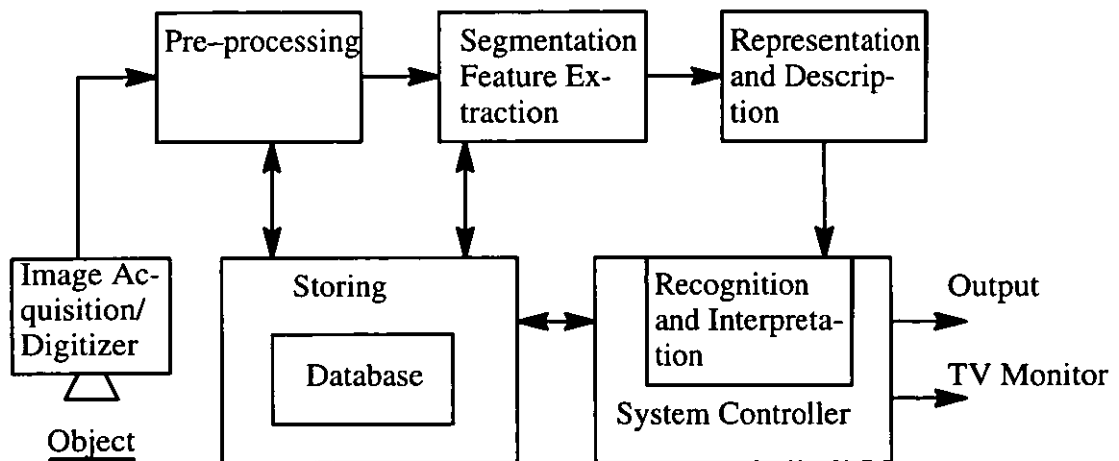 Pre–processing
Segmentation
Feature Ex-
traction
Representation
and Descrip-
tion
Image Ac-
quisition/
Digitizer
Object
Storing
Database
Recognition
and Interpreta-
tion
System Controller
Output
TV Monitor